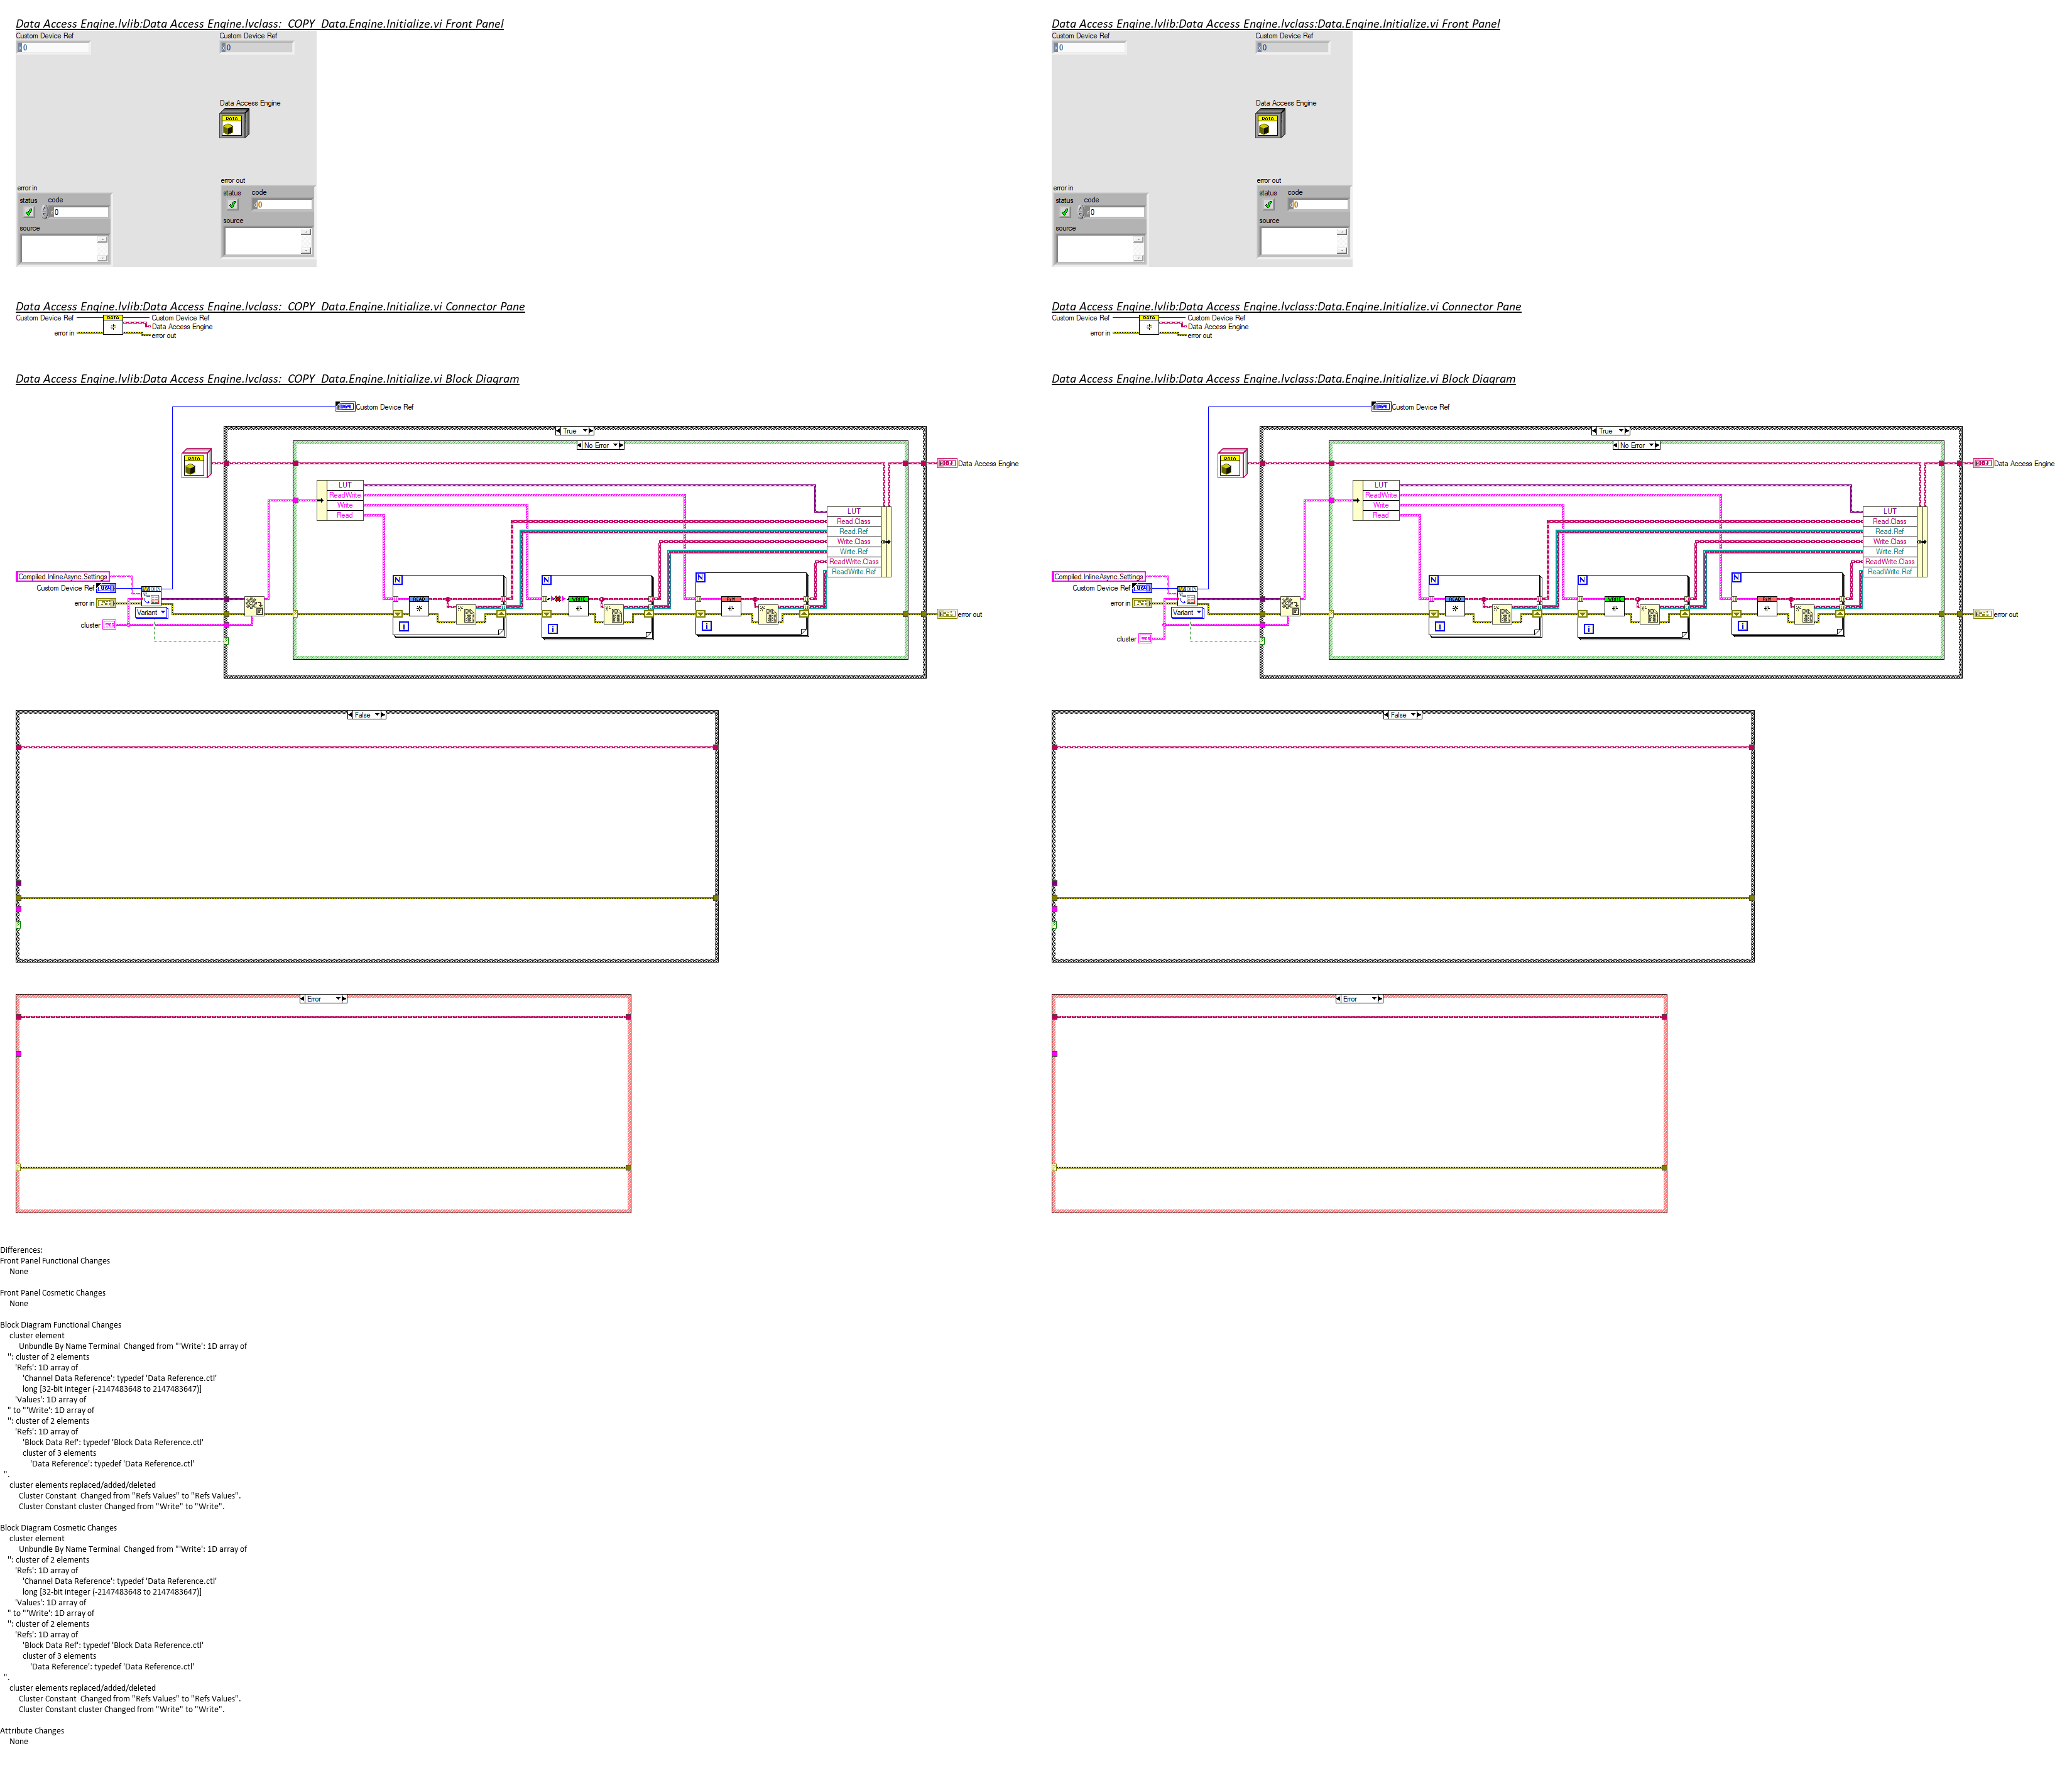 Data Access Engine.lvlib:Data Access Engine.lvclass:_COPY_Data.Engine.Initialize.vi Front Panel
Custom Device Ref
Custom Device Ref
0
0
Data Access Engine
DATA
error in
status
code
0
source
error out
status
code
0
source
Data Access Engine.lvlib:Data Access Engine.lvclass:Data.Engine.Initialize.vi Front Panel
Custom Device Ref
Custom Device Ref
0
0
Data Access Engine
DATA
error in
status
code
0
source
error out
status
code
0
source
Data Access Engine.lvlib:Data Access Engine.lvclass:_COPY_Data.Engine.Initialize.vi Connector Pane
Custom Device Ref
error in
DATA
Custom Device Ref
Data Access Engine
error out
Data Access Engine.lvlib:Data Access Engine.lvclass:Data.Engine.Initialize.vi Connector Pane
Custom Device Ref
error in
DATA
Custom Device Ref
Data Access Engine
error out
Data Access Engine.lvlib:Data Access Engine.lvclass:_COPY_Data.Engine.Initialize.vi Block Diagram
Custom Device Ref
True
No Error
DATA
Data Access Engine
LUT
ReadWrite
Write
Read
LUT
Read.Class
Read.Ref
Write.Class
Write.Ref
ReadWrite.Class
ReadWrite.Ref
Compiled.InlineAsync.Settings
Custom Device Ref
error in
Variant
cluster
N
READ
i
N
WRITE
i
N
R/W
i
error out
Data Access Engine.lvlib:Data Access Engine.lvclass:Data.Engine.Initialize.vi Block Diagram
Custom Device Ref
True
No Error
DATA
Data Access Engine
LUT
ReadWrite
Write
Read
LUT
Read.Class
Read.Ref
Write.Class
Write.Ref
ReadWrite.Class
ReadWrite.Ref
Compiled.InlineAsync.Settings
Custom Device Ref
error in
Variant
cluster
N
READ
i
N
WRITE
i
N
R/W
i
error out
False
False
Error
Error
Differences:
Front Panel Functional Changes
None
Front Panel Cosmetic Changes
None
Block Diagram Functional Changes
cluster element
Unbundle By Name Terminal  Changed from "'Write': 1D array of
'': cluster of 2 elements
'Refs': 1D array of
'Channel Data Reference': typedef 'Data Reference.ctl'
long [32-bit integer (-2147483648 to 2147483647)]
'Values': 1D array of
" to "'Write': 1D array of
'': cluster of 2 elements
'Refs': 1D array of
'Block Data Ref': typedef 'Block Data Reference.ctl'
cluster of 3 elements
'Data Reference': typedef 'Data Reference.ctl'
".
cluster elements replaced/added/deleted
Cluster Constant  Changed from "Refs Values" to "Refs Values".
Cluster Constant cluster Changed from "Write" to "Write".
Block Diagram Cosmetic Changes
cluster element
Unbundle By Name Terminal  Changed from "'Write': 1D array of
'': cluster of 2 elements
'Refs': 1D array of
'Channel Data Reference': typedef 'Data Reference.ctl'
long [32-bit integer (-2147483648 to 2147483647)]
'Values': 1D array of
" to "'Write': 1D array of
'': cluster of 2 elements
'Refs': 1D array of
'Block Data Ref': typedef 'Block Data Reference.ctl'
cluster of 3 elements
'Data Reference': typedef 'Data Reference.ctl'
".
cluster elements replaced/added/deleted
Cluster Constant  Changed from "Refs Values" to "Refs Values".
Cluster Constant cluster Changed from "Write" to "Write".
Attribute Changes
None